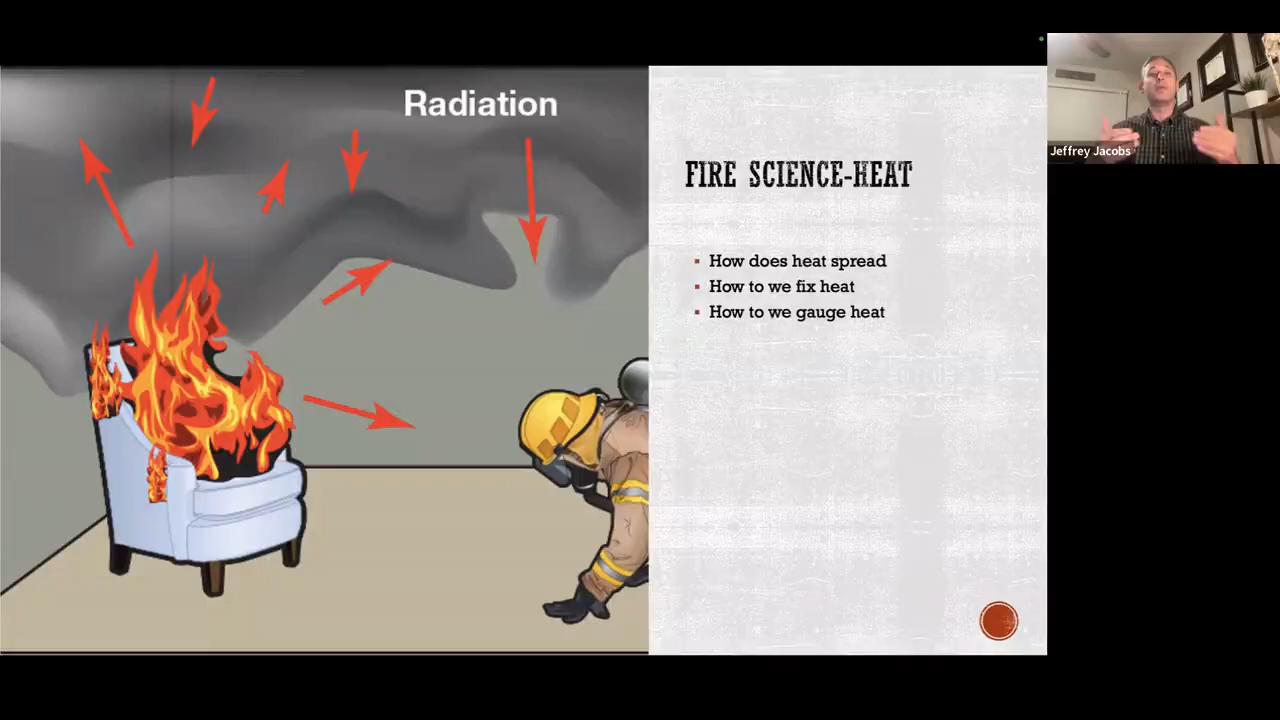 Radiation
FIRE SCIENCE-HEAT
How does heat spread
How to we fix heat
How to we gauge heat
Jeffrey Jacobs